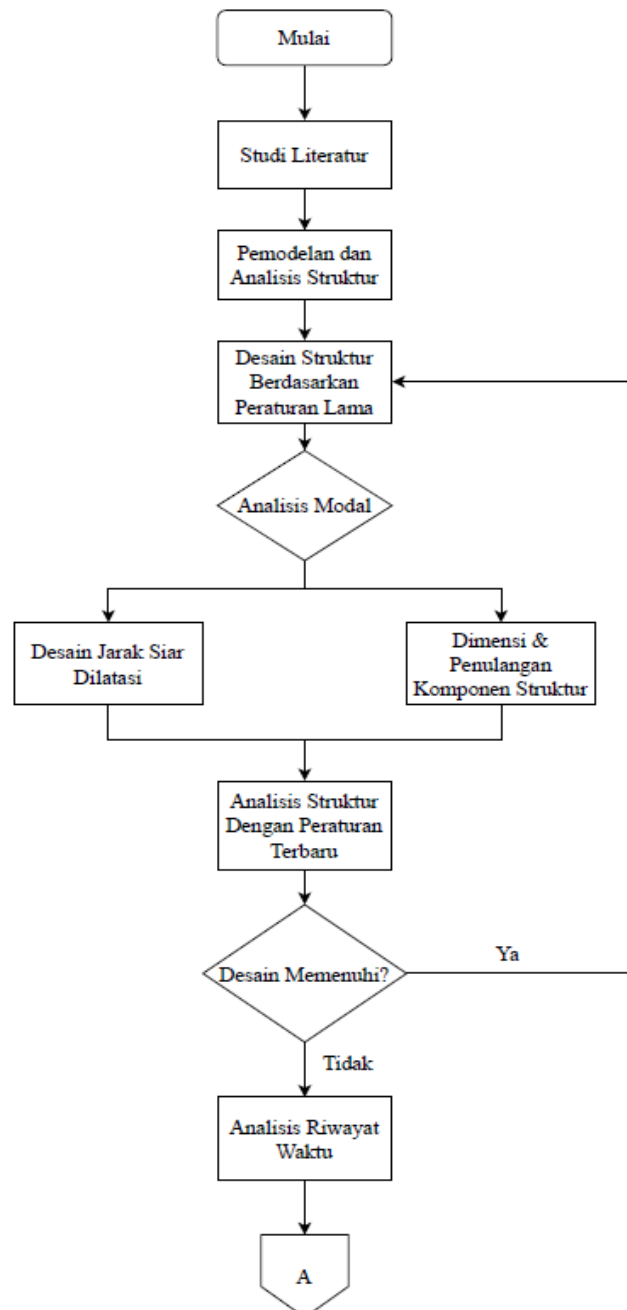 Mulai
Studi Literatur
Pemodelan dan
Analisis Struktur
Desain Struktur
Berdasarkan
Peraturan Lama
Analisis Modal
Desain Jarak Siar
Dilatasi
Dimensi &
Penulangan
Komponen Struktur
Analisis Struktur
Dengan Peraturan
Terbaru
Desain Memenuhi?
Ya
Tidak
Analisis Riwayat
Waktu
A